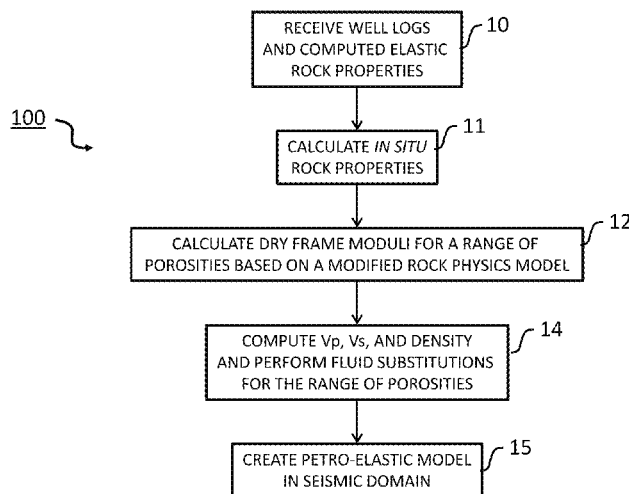 RECEIVE WELL LOGS
AND COMPUTED ELASTIC
ROCK PROPERTIES
10
100
CALCULATE IN SITU
ROCK PROPERTIES
11
CALCULATE DRY FRAME MODULI FOR A RANGE OF
POROSITIES BASED ON A MODIFIED ROCK PHYSICS MODEL
12
COMPUTE Vp, Vs, AND DENSITY
AND PERFORM FLUID SUBSTITUTIONS
FOR THE RANGE OF POROSITIES
14
CREATE PETRO-ELASTIC MODEL
IN SEISMIC DOMAIN
15